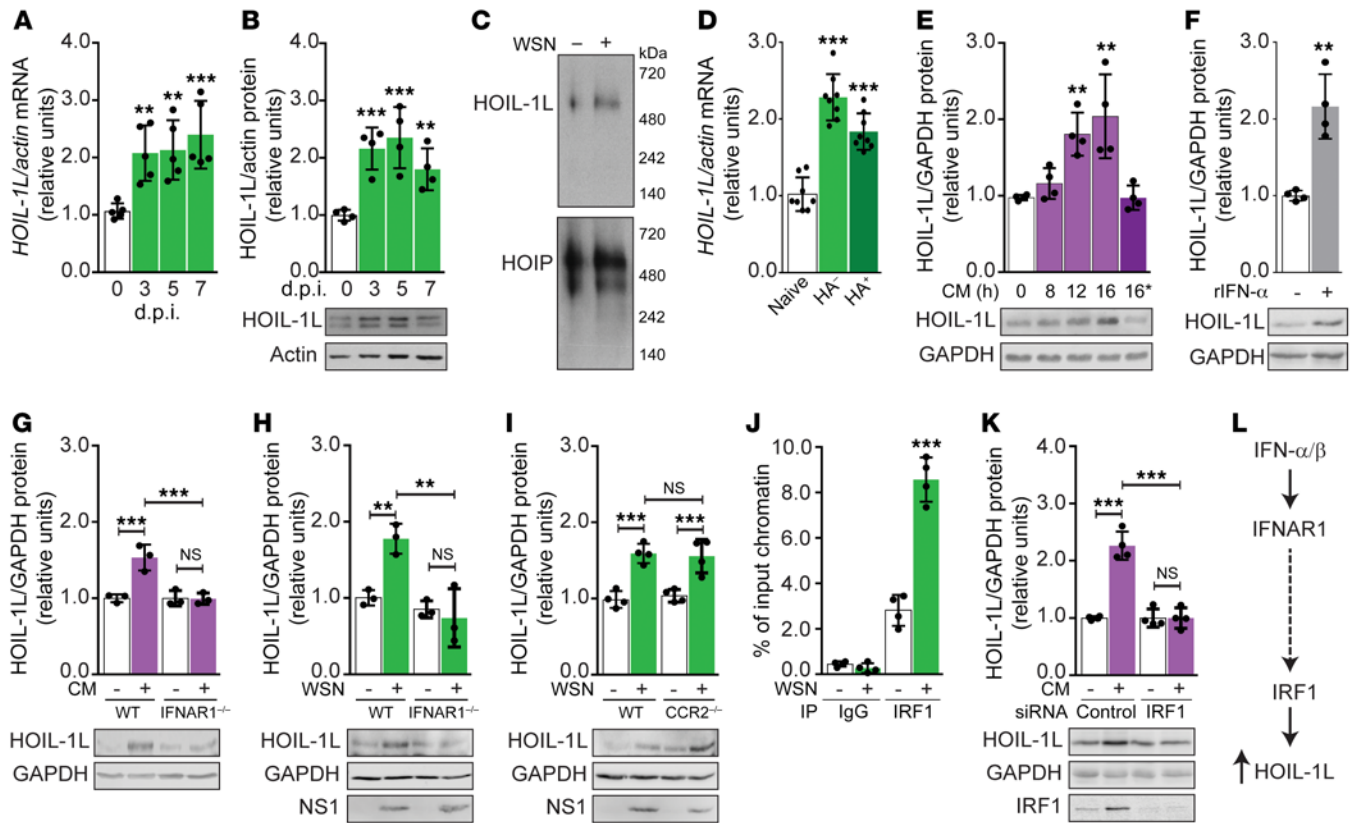 A
HOIL-1L/actin mRNA
(relative units)
4.0
3.0
2.0
1.0
0.0
** ** ***
0 3 5 7
d.p.i.
B
HOIL-1L/actin protein
(relative units)
4.0
3.0
2.0
1.0
0.0
*** *** **
d.p.i. 0 3 5 7
HOIL-1L
Actin
C
WSN – +
kDa
HOIL-1L
720
480
242
140
HOIP
720
480
242
140
D
HOIL-1L/actin mRNA
(relative units)
3.0
2.0
1.0
0.0
*** ***
Naive HA⁻ HA⁺
E
HOIL-1L/GAPDH protein
(relative units)
3.0
2.0
1.0
0.0
** **
CM (h) 0 8 12 16 16*
HOIL-1L
GAPDH
F
HOIL-1L/GAPDH protein
(relative units)
3.0
2.0
1.0
0.0
**
rIFN-α - +
HOIL-1L
GAPDH
G
HOIL-1L/GAPDH protein
(relative units)
3.0
2.0
1.0
0.0
***
*** NS
CM - + - +
WT IFNAR1⁻/⁻
HOIL-1L
GAPDH
H
HOIL-1L/GAPDH protein
(relative units)
3.0
2.0
1.0
0.0
**
** NS
WSN - + - +
WT IFNAR1⁻/⁻
HOIL-1L
GAPDH
NS1
I
HOIL-1L/GAPDH protein
(relative units)
3.0
2.0
1.0
0.0
NS
*** ***
WSN - + - +
WT CCR2⁻/⁻
HOIL-1L
GAPDH
NS1
J
% of input chromatin
10.0
8.0
6.0
4.0
2.0
0.0
***
WSN - + - +
IP IgG IRF1
K
HOIL-1L/GAPDH protein
(relative units)
4.0
3.0
2.0
1.0
0.0
***
*** NS
CM - + - +
siRNA Control IRF1
HOIL-1L
GAPDH
IRF1
L
IFN-α/β
IFNAR1
IRF1
HOIL-1L